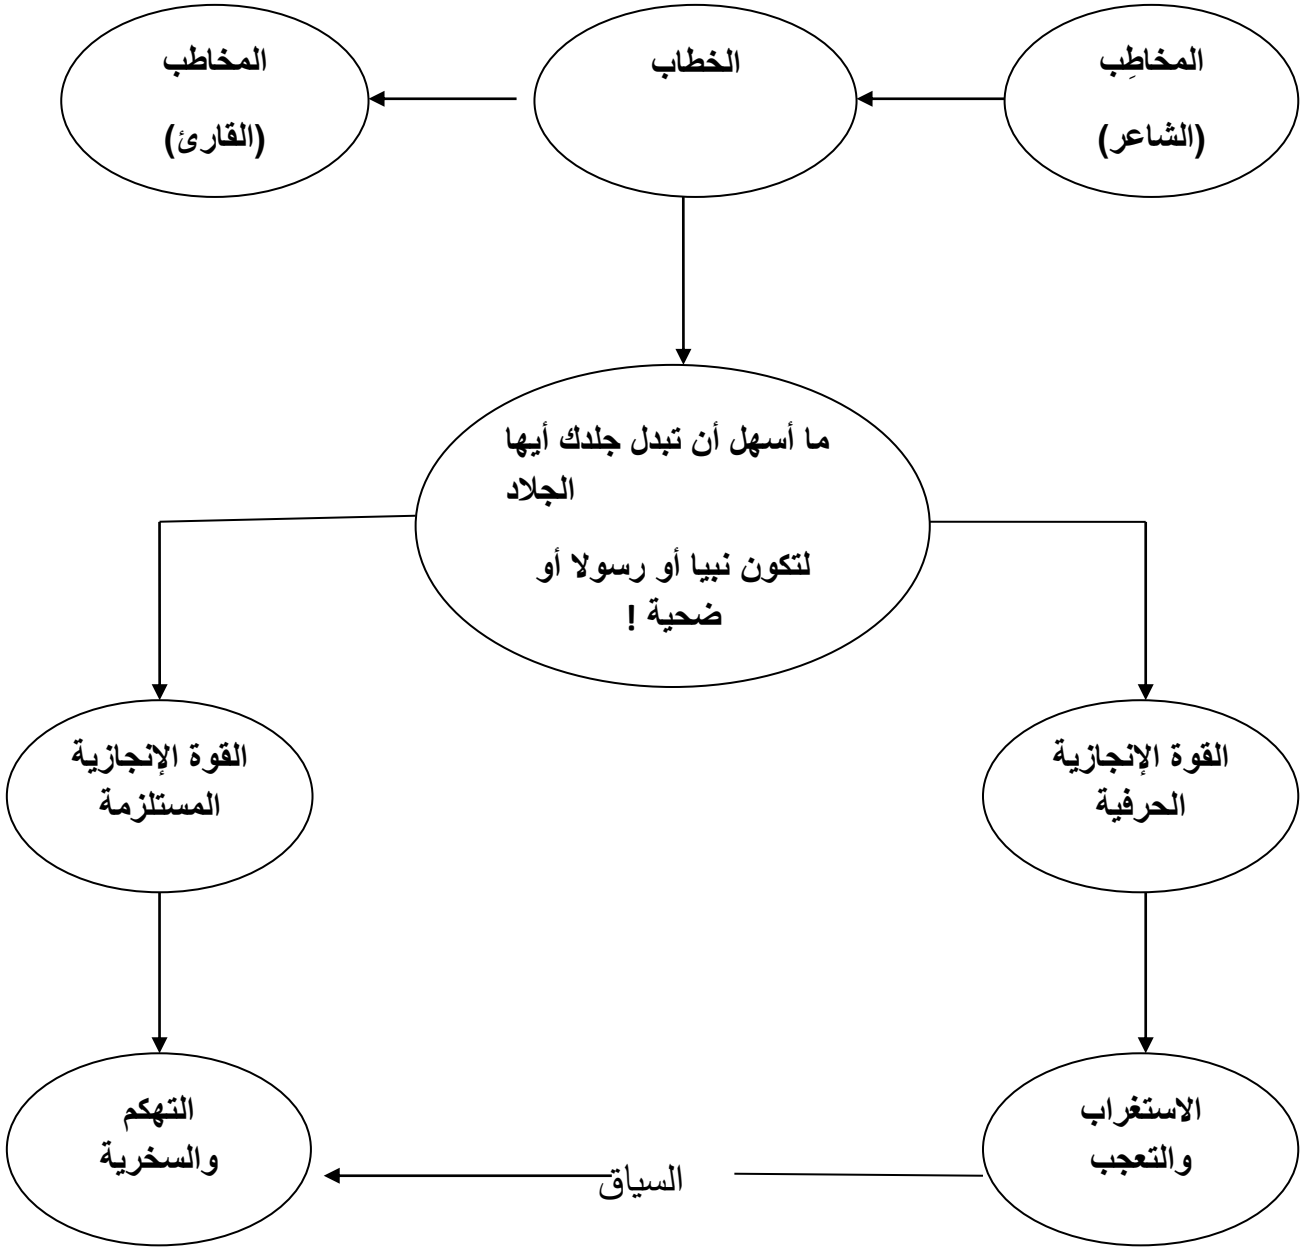 المخاطِب
(الشاعر)
الخطاب
المخاطب
(القارئ)
ما أسهل أن تبدل جلدك أيها
الجلاد
لتكون نبيا أو رسولا أو
ضحية !
القوة الإنجازية
الحرفية
القوة الإنجازية
المستلزمة
الاستغراب
والتعجب
السياق
التهكم
والسخرية